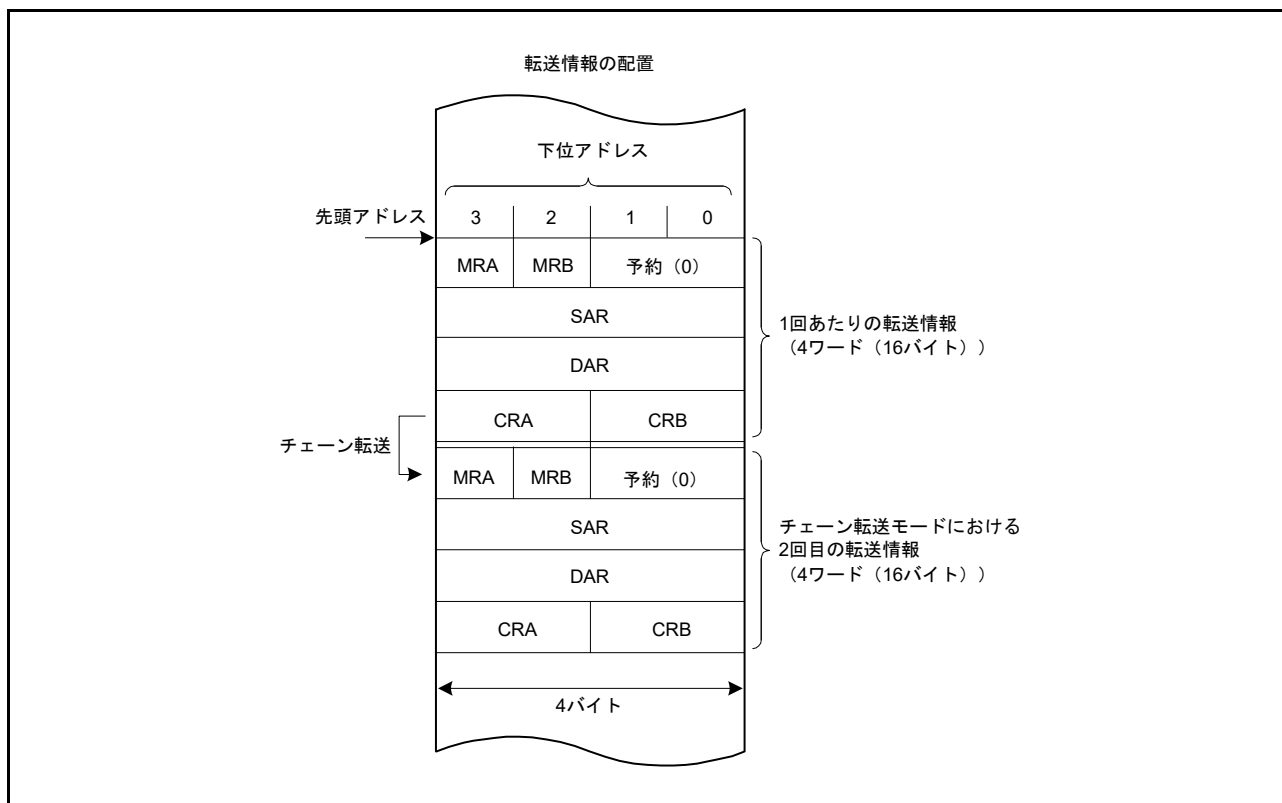 転送情報の配置
下位アドレス
先頭アドレス
3 2 1 0
MRA MRB 予約（0）
SAR
DAR
CRA CRB
1回あたりの転送情報
（4ワード（16バイト））
チェーン転送
MRA MRB 予約（0）
SAR
DAR
CRA CRB
チェーン転送モードにおける
2回目の転送情報
（4ワード（16バイト））
4バイト